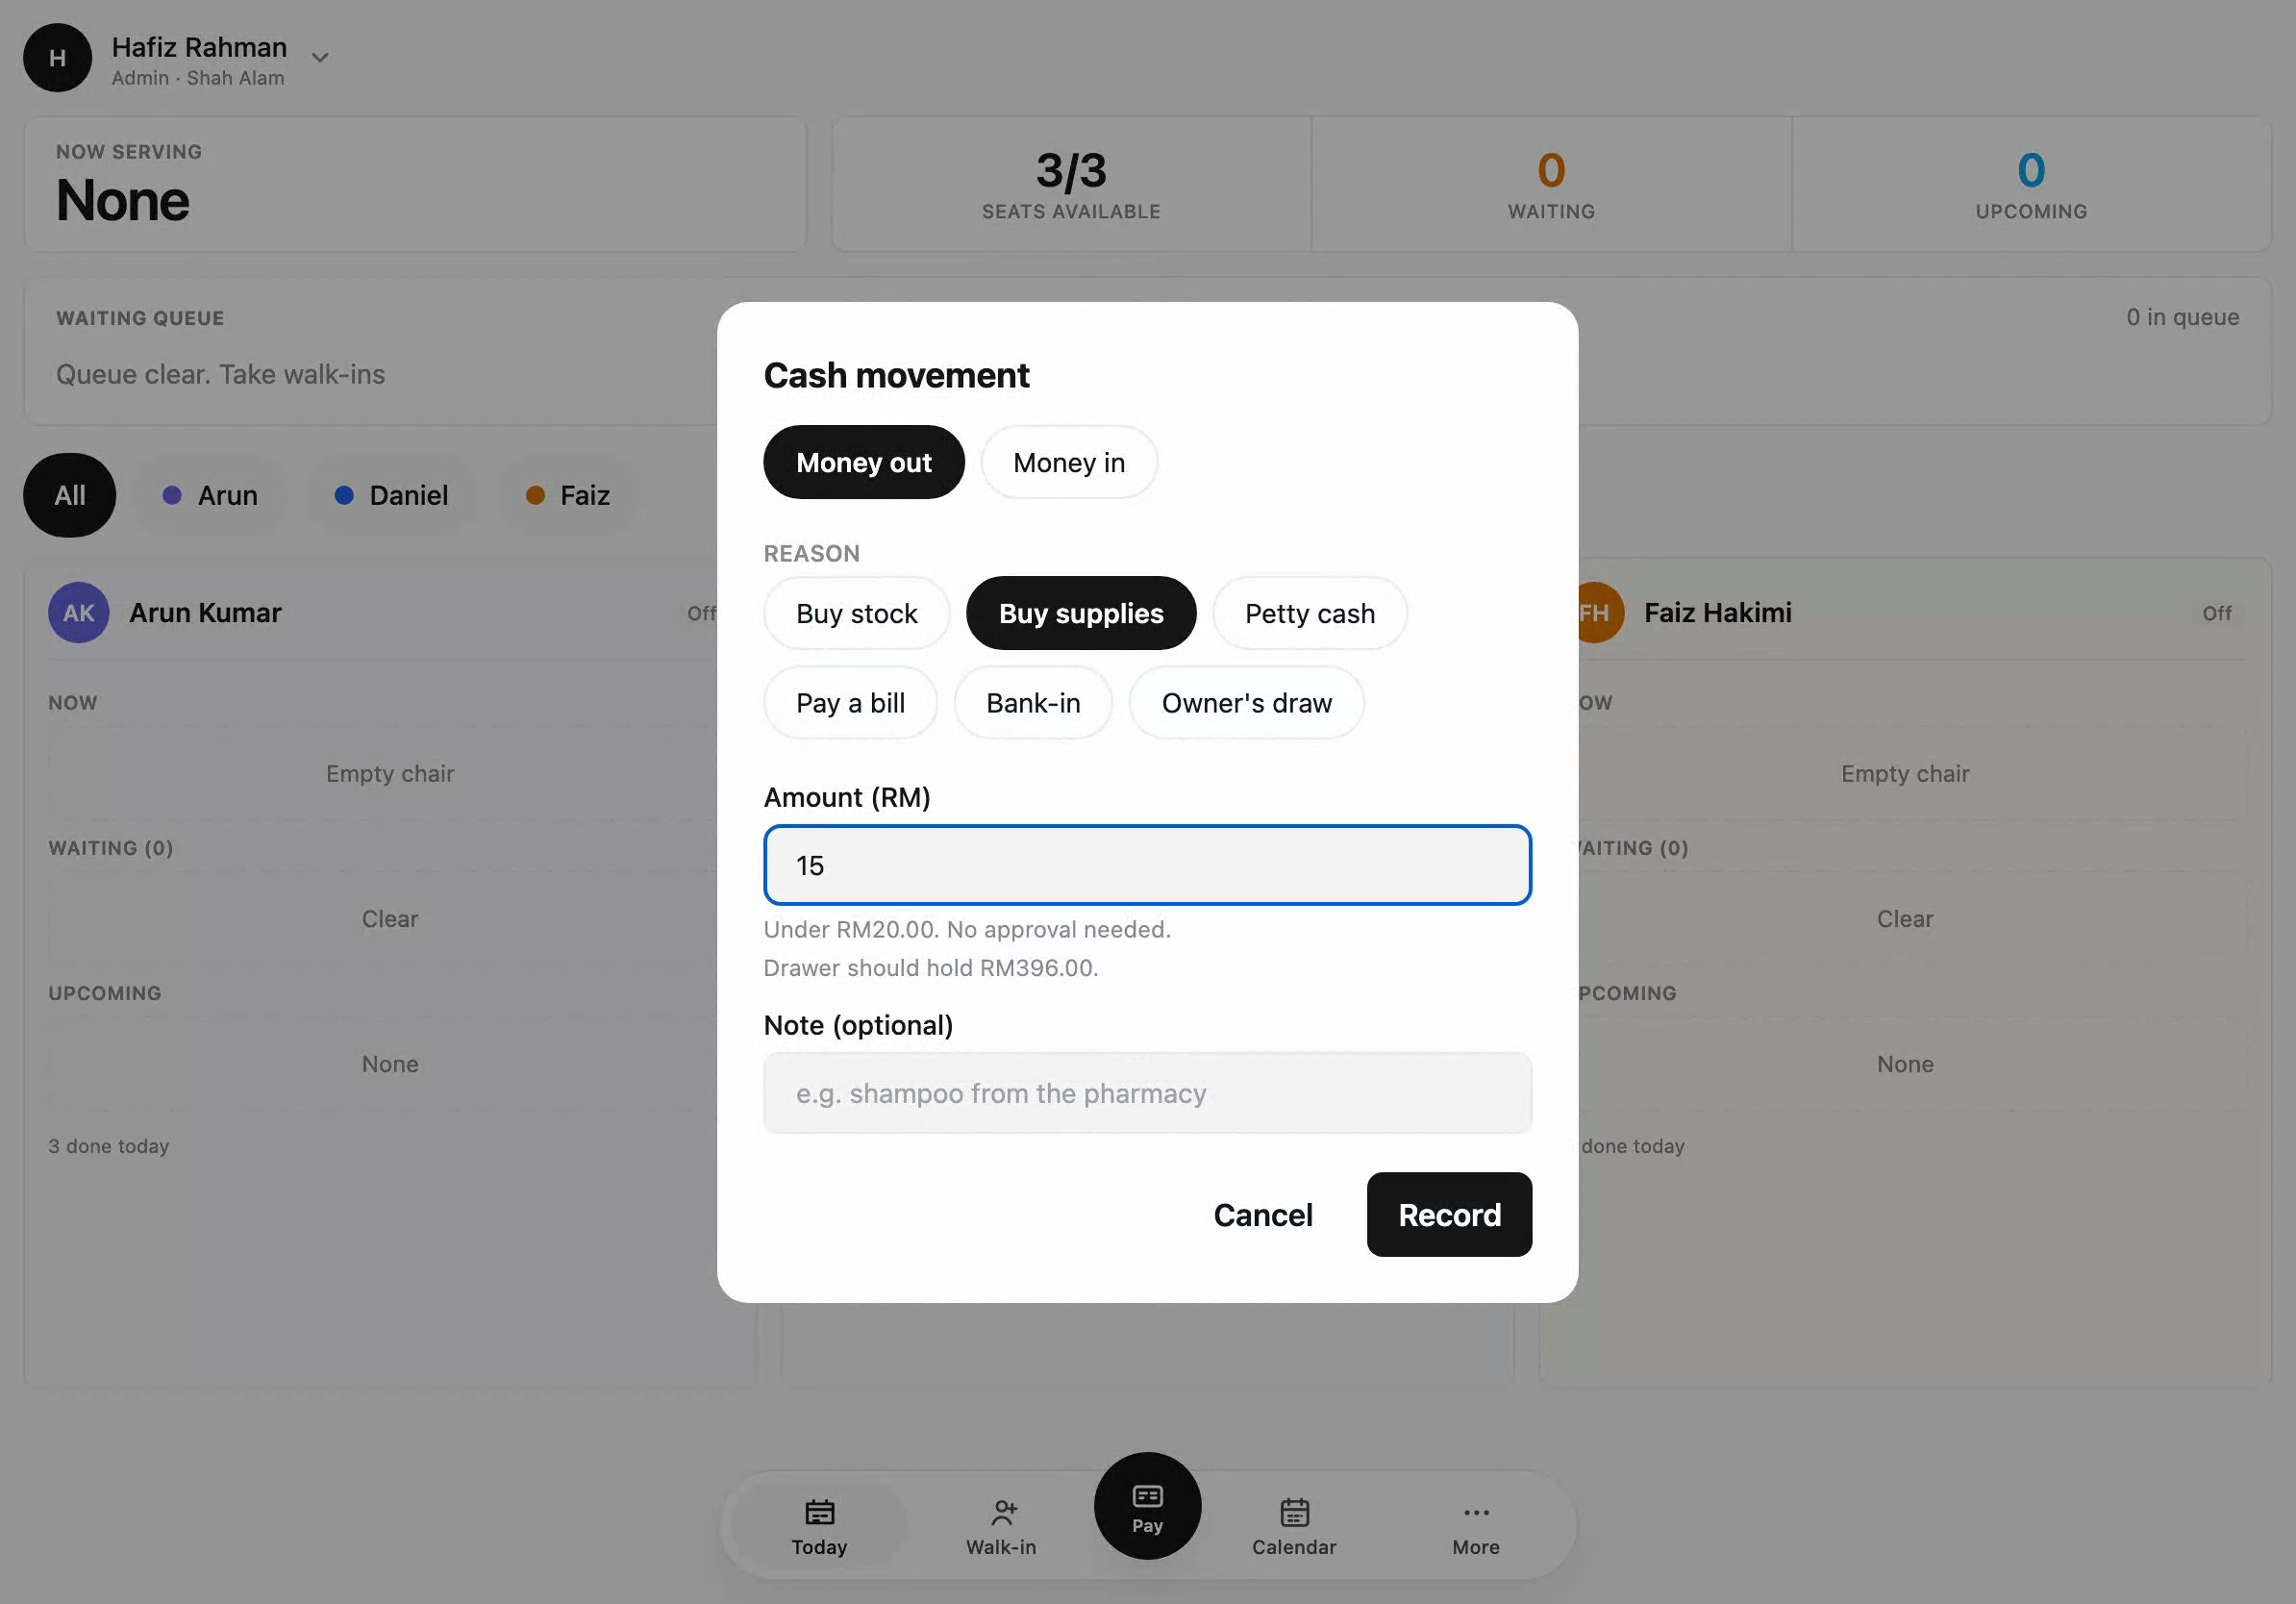 H
Hafiz Rahman
Admin · Shah Alam
NOW SERVING
None
3/3
SEATS AVAILABLE
0
WAITING
0
UPCOMING
WAITING QUEUE
0 in queue
Queue clear. Take walk-ins
All
Arun
Daniel
Faiz
AK
Arun Kumar
Off
NOW
Empty chair
WAITING (0)
Clear
UPCOMING
None
3 done today
Cash movement
Money out
Money in
REASON
Buy stock
Buy supplies
Petty cash
Pay a bill
Bank-in
Owner's draw
Amount (RM)
15
Under RM20.00. No approval needed.
Drawer should hold RM396.00.
Note (optional)
e.g. shampoo from the pharmacy
Cancel
Record
FH
Faiz Hakimi
Off
OW
Empty chair
AITING (0)
Clear
PCOMING
None
done today
Today
Walk-in
Pay
Calendar
More